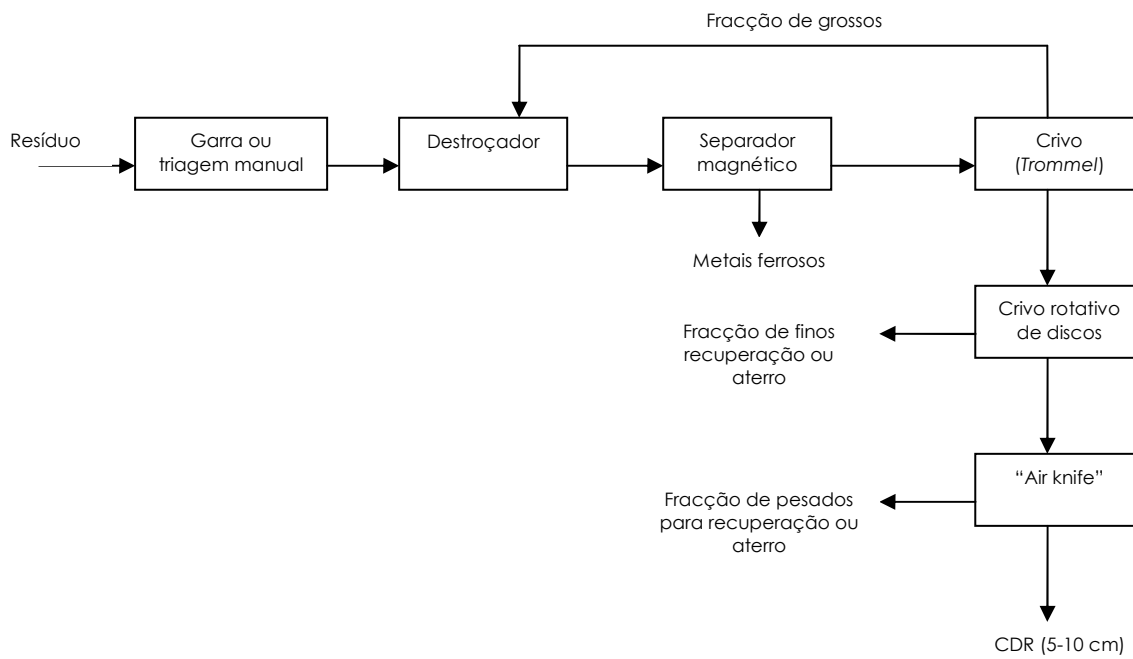 Fracção de grossos
Resíduo
Garra ou
triagem manual
Destroçador
Separador
magnético
Crivo
(Trommel)
Metais ferrosos
Crivo rotativo
de discos
Fracção de finos
recuperação ou
aterro
“Air knife”
Fracção de pesados
para recuperação ou
aterro
CDR (5-10 cm)